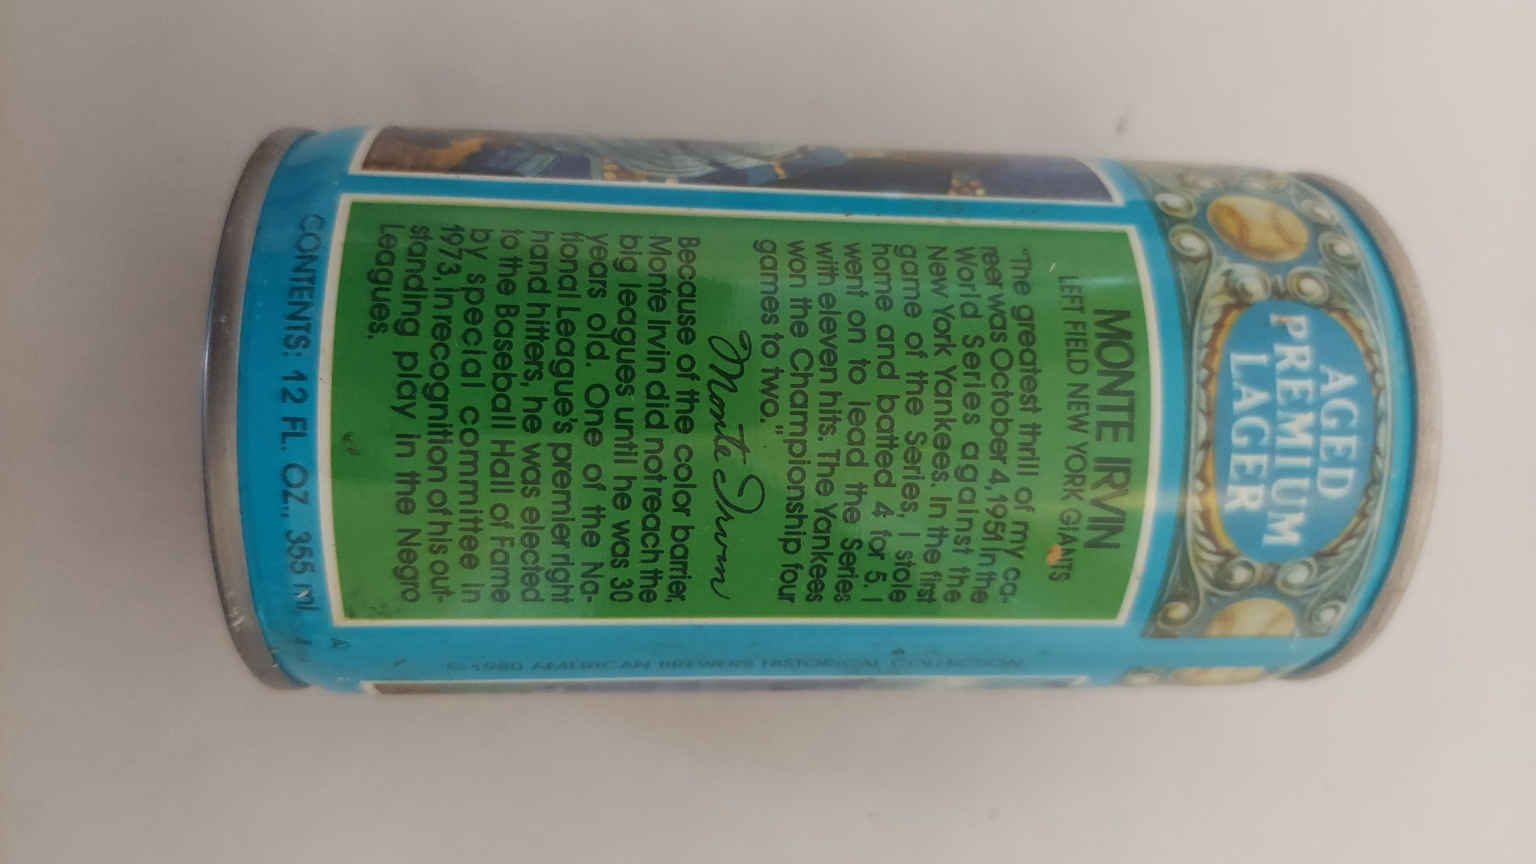 AGED
PREMIUM
LAGER
MONTE IRVIN
LEFT FIELD NEW YORK GIANTS
"The greatest thrill of my ca-
reer was October 4, 1951 in the
World Series against the
New York Yankees. In the first
game of the Series, I stole
home and batted 4 for 5. I
went on to lead the Series
with eleven hits. The Yankees
won the Championship four
games to two."
Monte Irvin
Because of the color barrier,
Monte Irvin did not reach the
big leagues until he was 30
years old. One of the Na-
tional League's premier right
hand hitters, he was elected
to the Baseball Hall of Fame
by special committee in
1973, in recognition of his out-
standing play in the Negro
Leagues.
CONTENTS: 12 FL. OZ., 355 ml
© 1980 AMERICAN BREWERS HISTORICAL COLLECTION